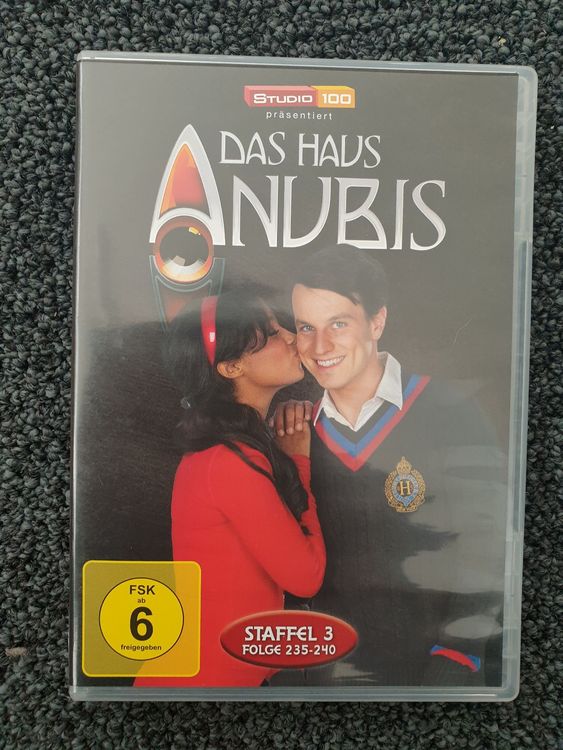 STUDIO 100
präsentiert
DAS HAUS
ANUBIS
H
FSK
ab
6
freigegeben
STAFFEL 3
FOLGE 235-240